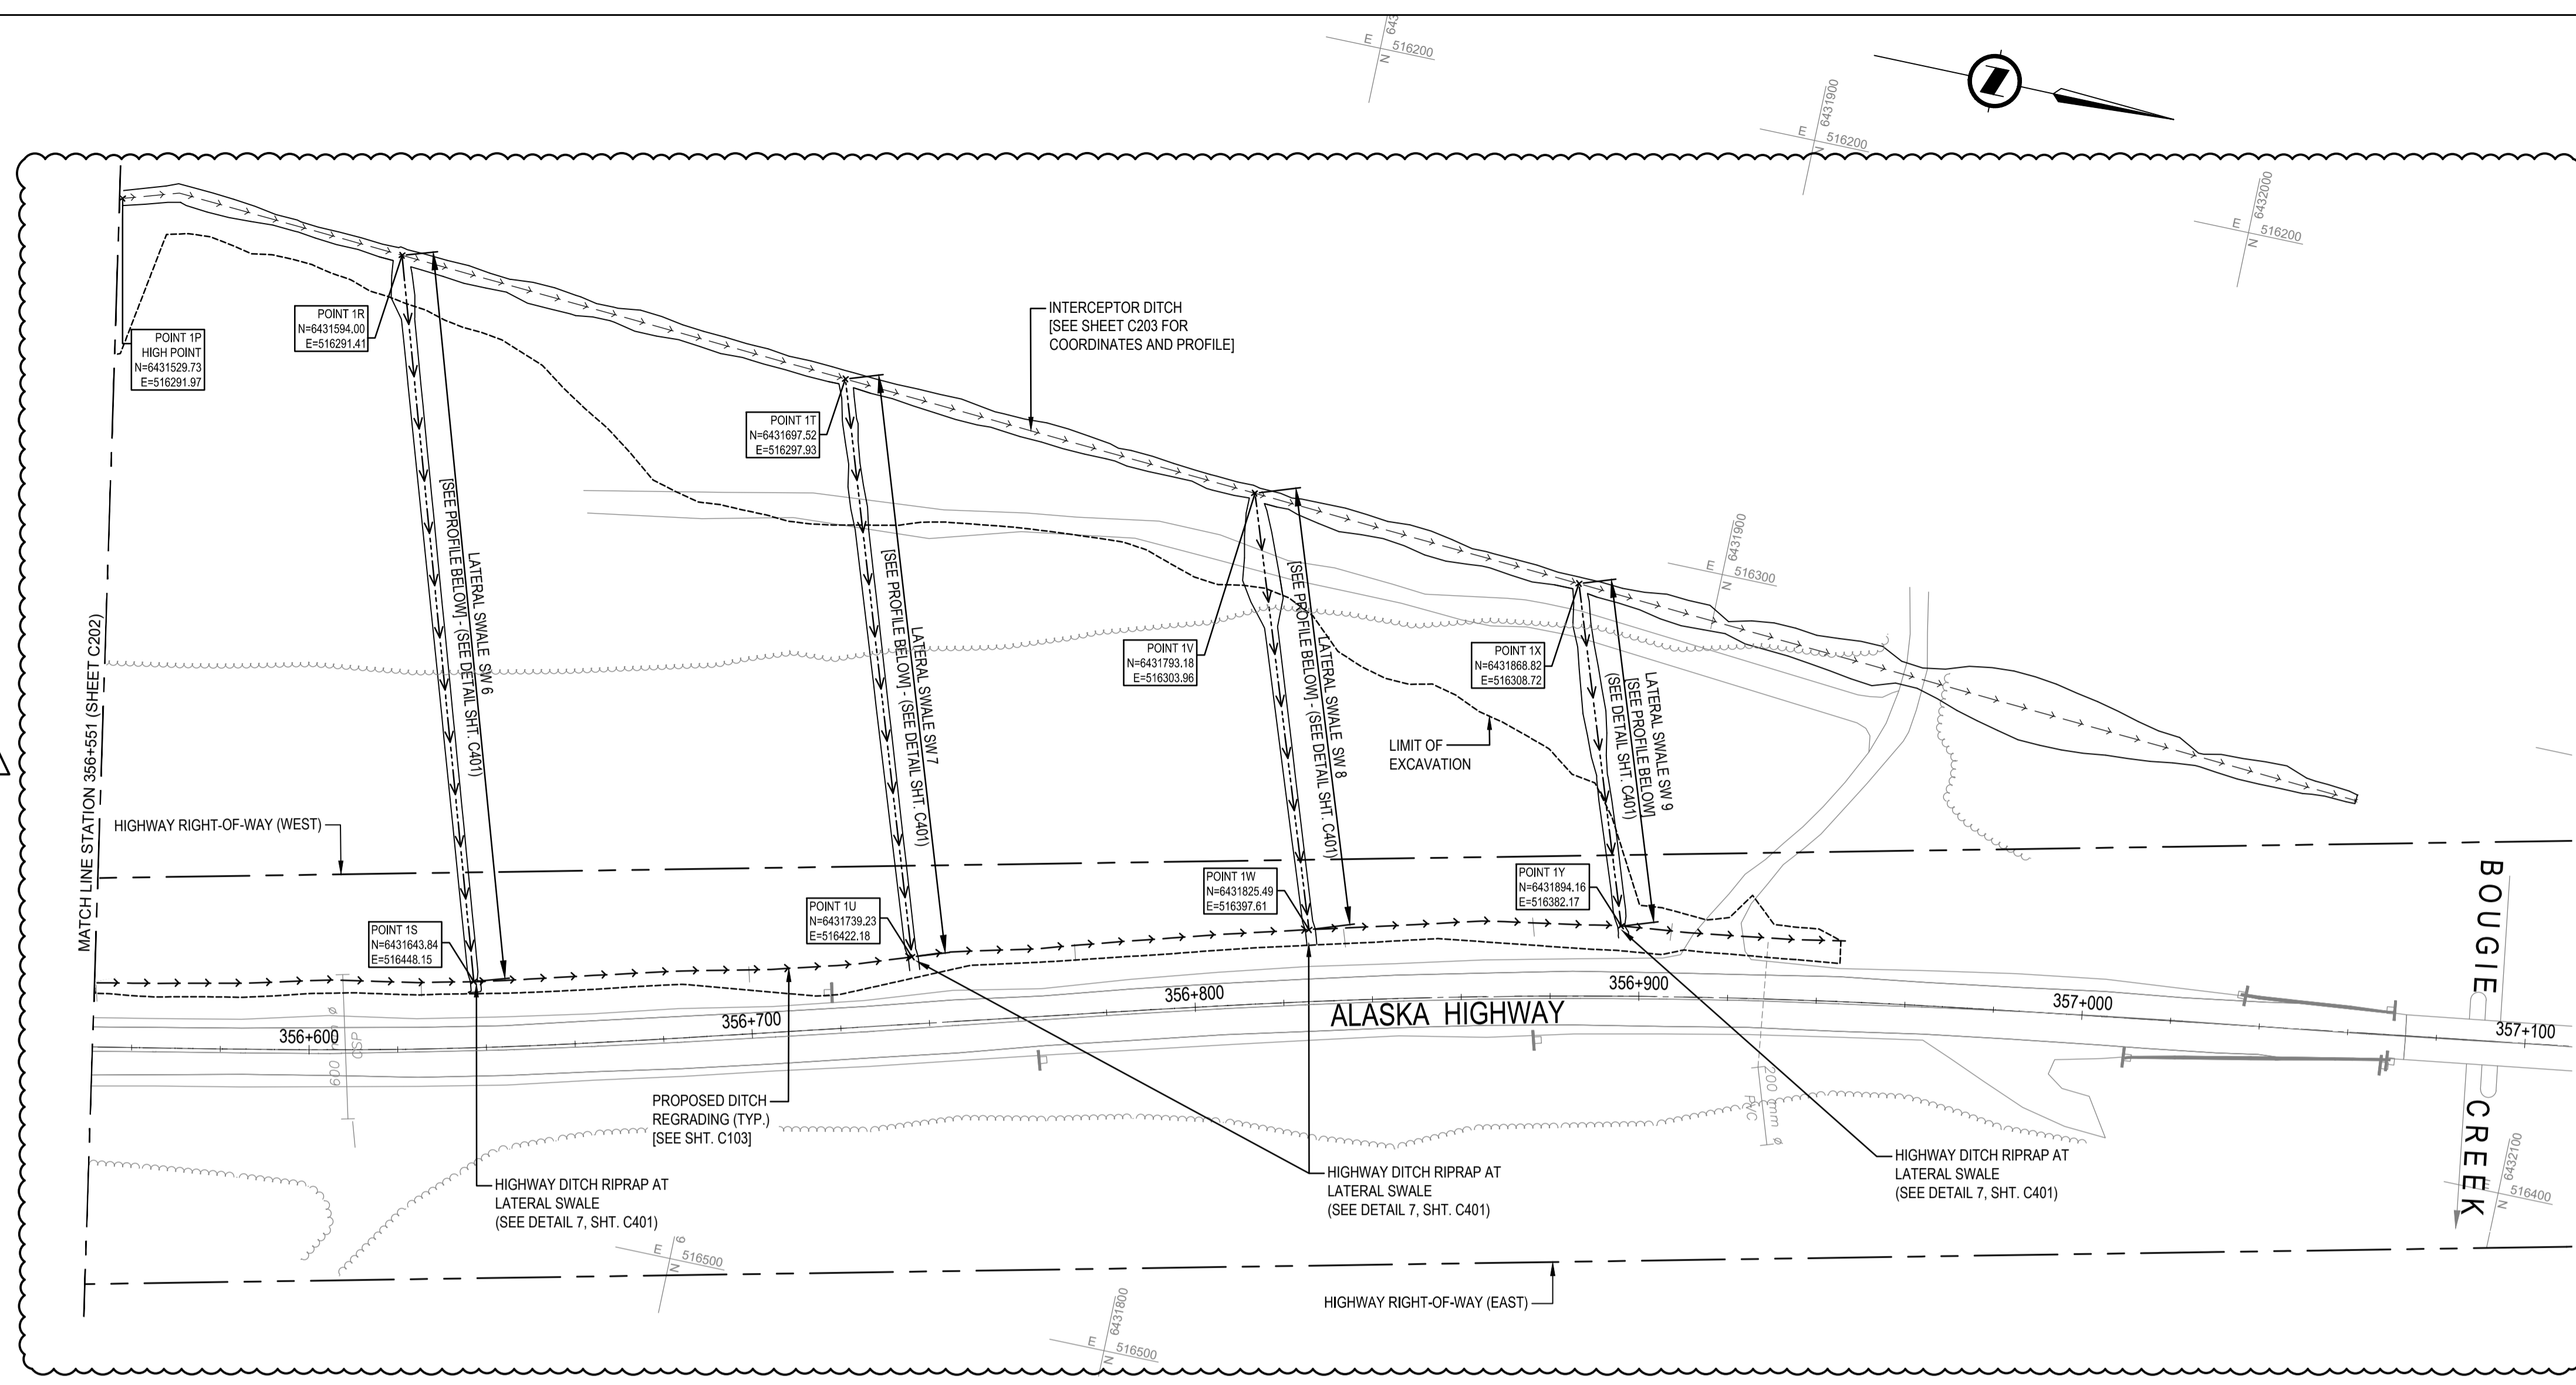 643
E 516200
N
6431900
E 516200
N
6432000
E 516200
N
INTERCEPTOR DITCH
[SEE SHEET C203 FOR
COORDINATES AND PROFILE]
POINT 1P
HIGH POINT
N=6431529.73
E=516291.97
POINT 1R
N=6431594.00
E=516291.41
POINT 1T
N=6431697.52
E=516297.93
POINT 1V
N=6431793.18
E=516303.96
POINT 1X
N=6431868.82
E=516308.72
6431900
E 516300
N
LATERAL SWALE SW 6
[SEE PROFILE BELOW] - (SEE DETAIL SHT. C401)
LATERAL SWALE SW 7
[SEE PROFILE BELOW] - (SEE DETAIL SHT. C401)
LATERAL SWALE SW 8
[SEE PROFILE BELOW] - (SEE DETAIL SHT. C401)
LATERAL SWALE SW 9
[SEE PROFILE BELOW]
(SEE DETAIL SHT. C401)
LIMIT OF
EXCAVATION
MATCH LINE STATION 356+551 (SHEET C202)
HIGHWAY RIGHT-OF-WAY (WEST)
POINT 1S
N=6431643.84
E=516448.15
POINT 1U
N=6431739.23
E=516422.18
POINT 1W
N=6431825.49
E=516397.61
POINT 1Y
N=6431894.16
E=516382.17
356+600
356+700
356+800
356+900
357+000
357+100
ALASKA HIGHWAY
BOUGIE CREEK
CSP
200 mm ø
PVC
PROPOSED DITCH
REGRADING (TYP.)
[SEE SHT. C103]
HIGHWAY DITCH RIPRAP AT
LATERAL SWALE
(SEE DETAIL 7, SHT. C401)
HIGHWAY DITCH RIPRAP AT
LATERAL SWALE
(SEE DETAIL 7, SHT. C401)
HIGHWAY DITCH RIPRAP AT
LATERAL SWALE
(SEE DETAIL 7, SHT. C401)
6432100
E 516400
N
6
E 516500
N
6431800
E 516500
N
HIGHWAY RIGHT-OF-WAY (EAST)